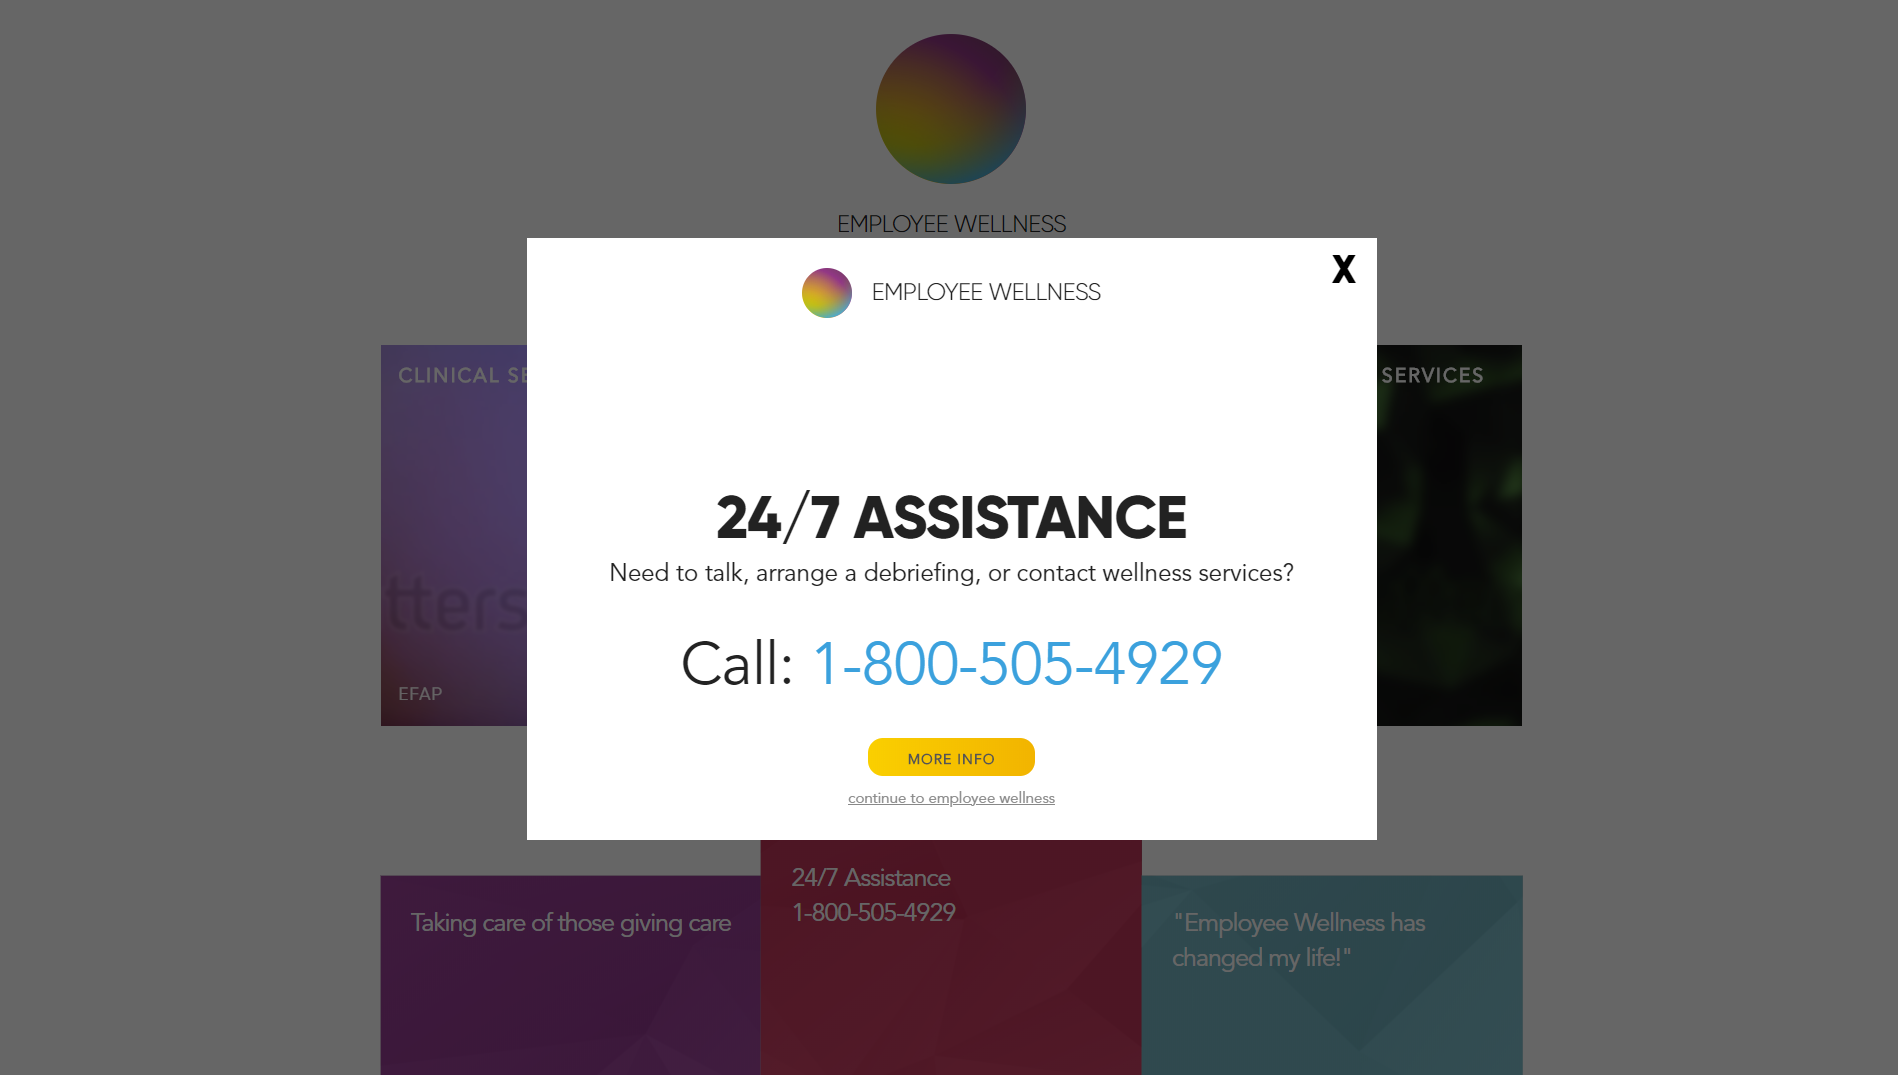 EMPLOYEE WELLNESS
X
EMPLOYEE WELLNESS
CLINICAL SE
SERVICES
24/7 ASSISTANCE
Need to talk, arrange a debriefing, or contact wellness services?
tters
Call: 1-800-505-4929
EFAP
MORE INFO
continue to employee wellness
24/7 Assistance
1-800-505-4929
Taking care of those giving care
"Employee Wellness has
changed my life!"